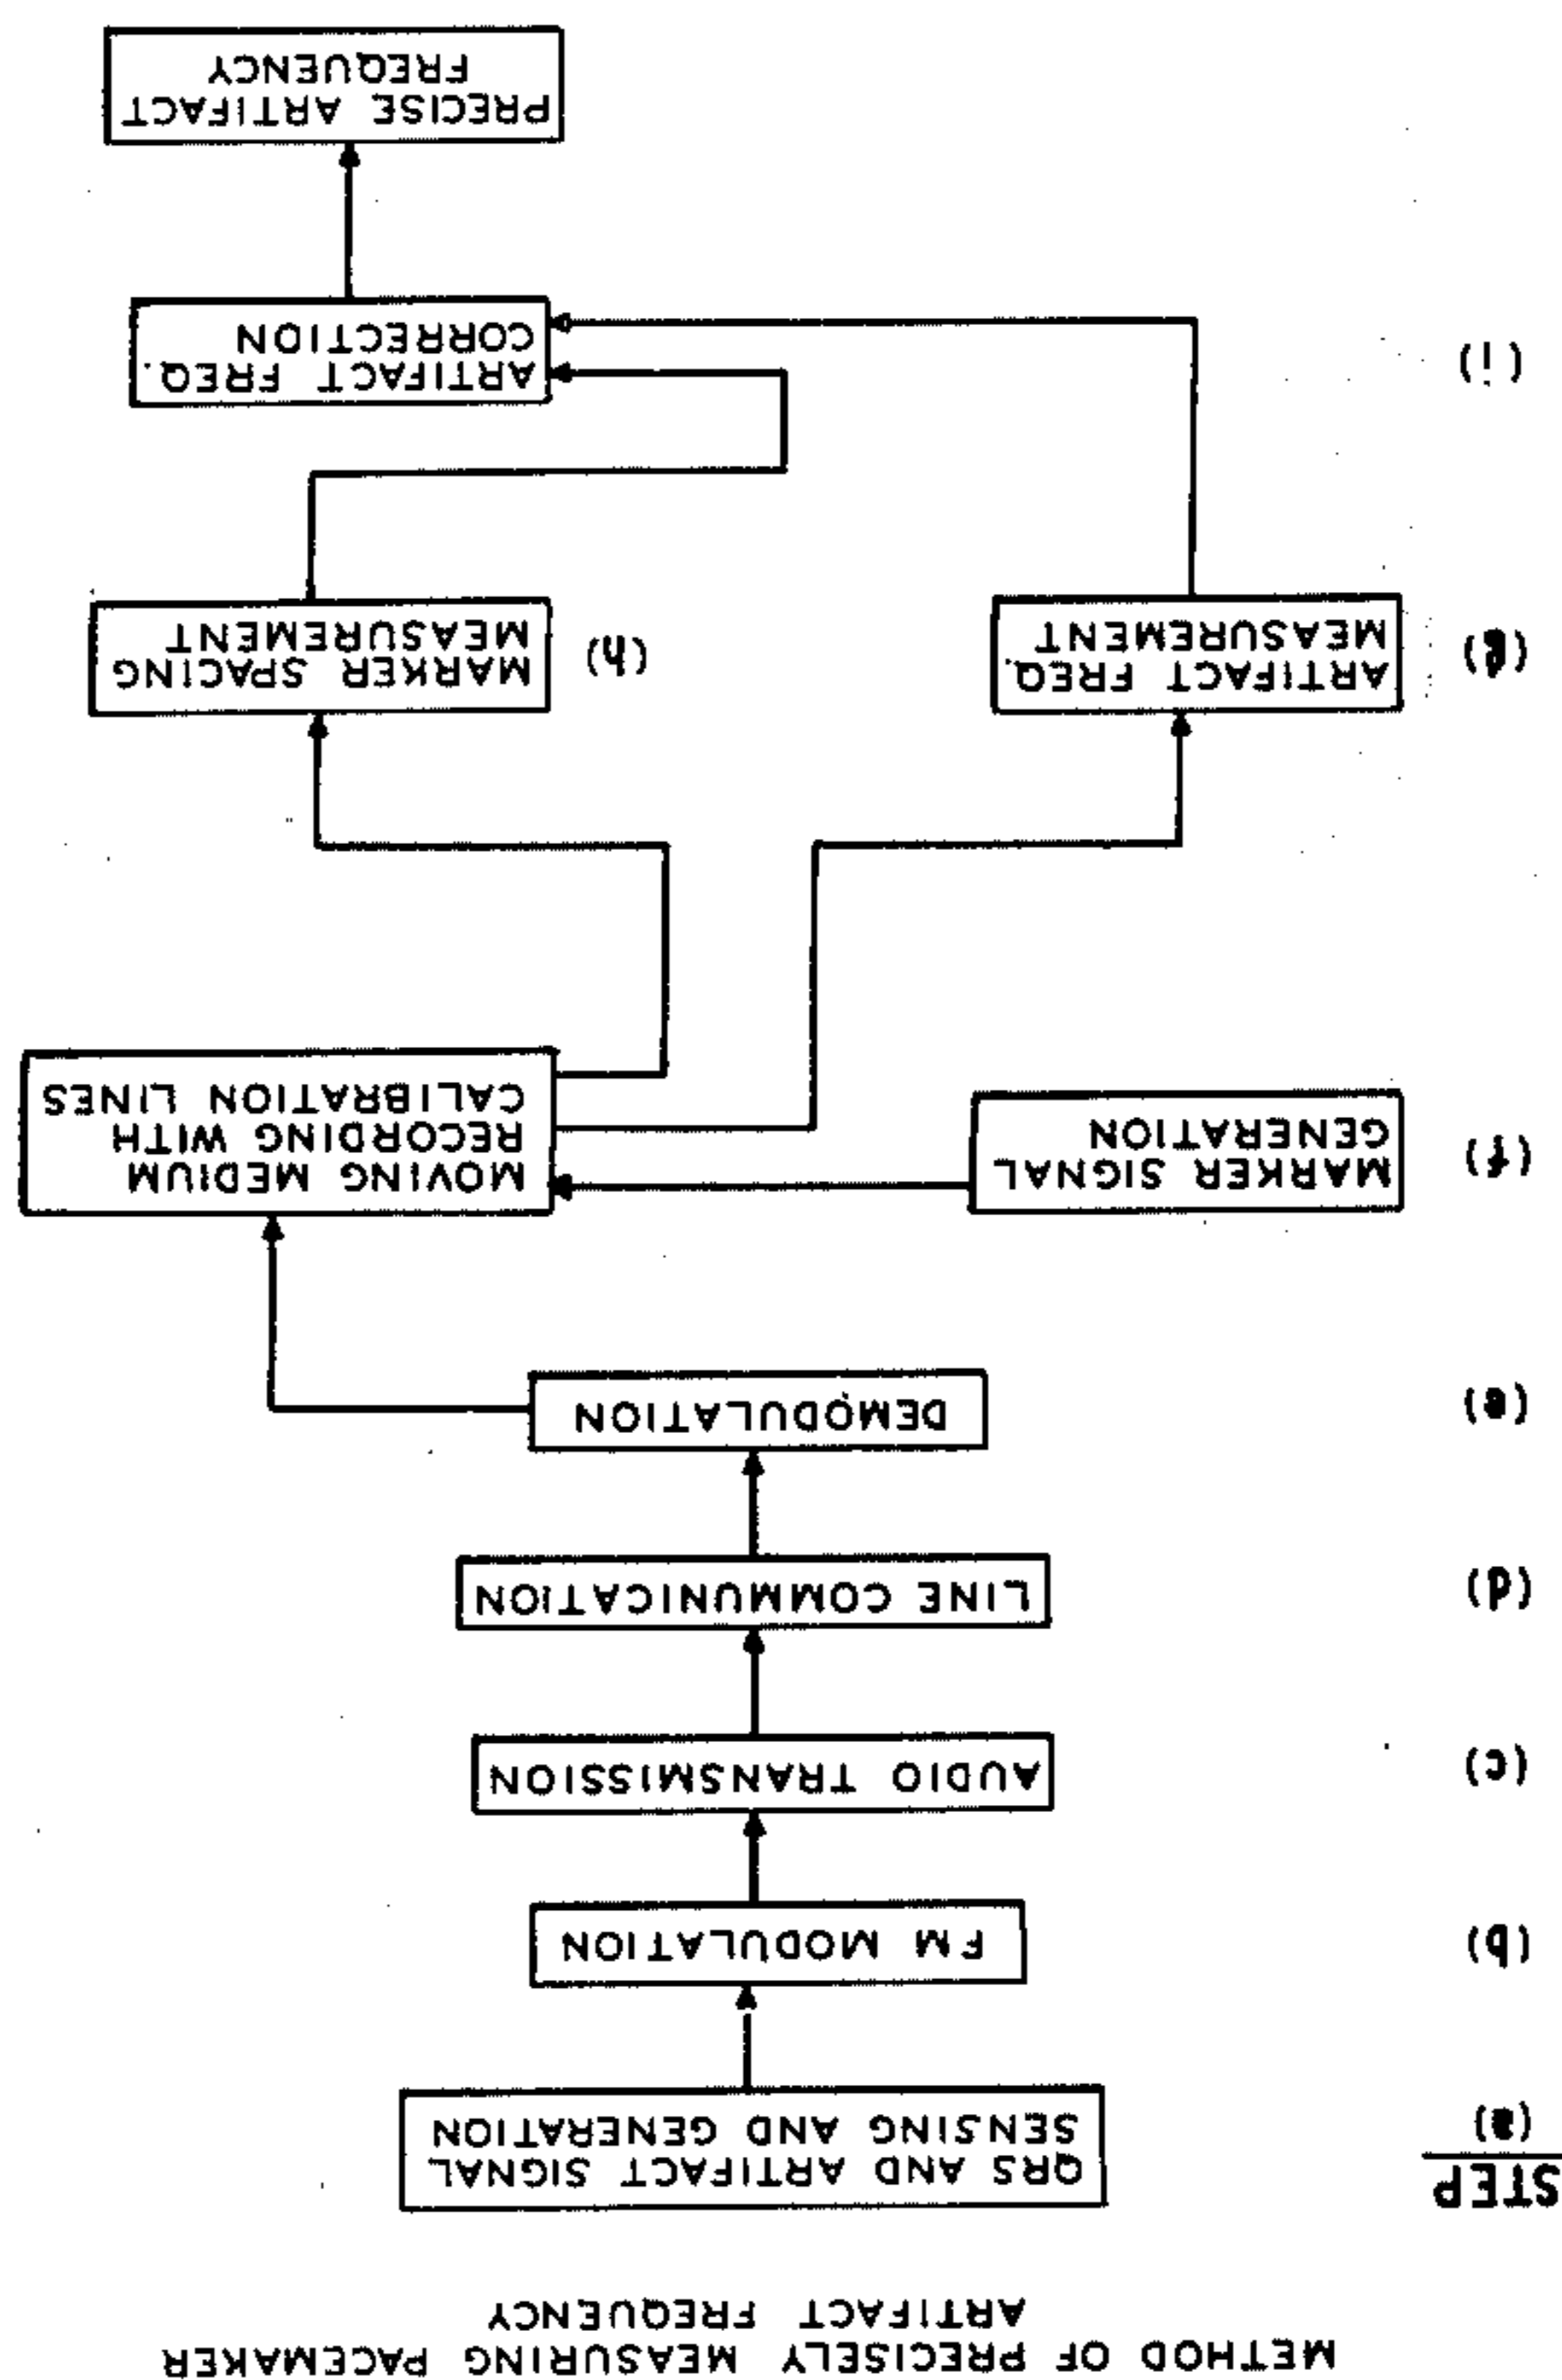 METHOD OF PRECISELY MEASURING PACEMAKER
ARTIFACT FREQUENCY
STEP
(a)
QRS AND ARTIFACT SIGNAL
SENSING AND GENERATION
(b)
FM MODULATION
(c)
AUDIO TRANSMISSION
(d)
LINE COMMUNICATION
(e)
DEMODULATION
(f)
MARKER SIGNAL
GENERATION
MOVING MEDIUM
RECORDING WITH
CALIBRATION LINES
(g)
ARTIFACT FREQ.
MEASUREMENT
(h)
MARKER SPACING
MEASUREMENT
(i)
ARTIFACT FREQ.
CORRECTION
PRECISE ARTIFACT
FREQUENCY